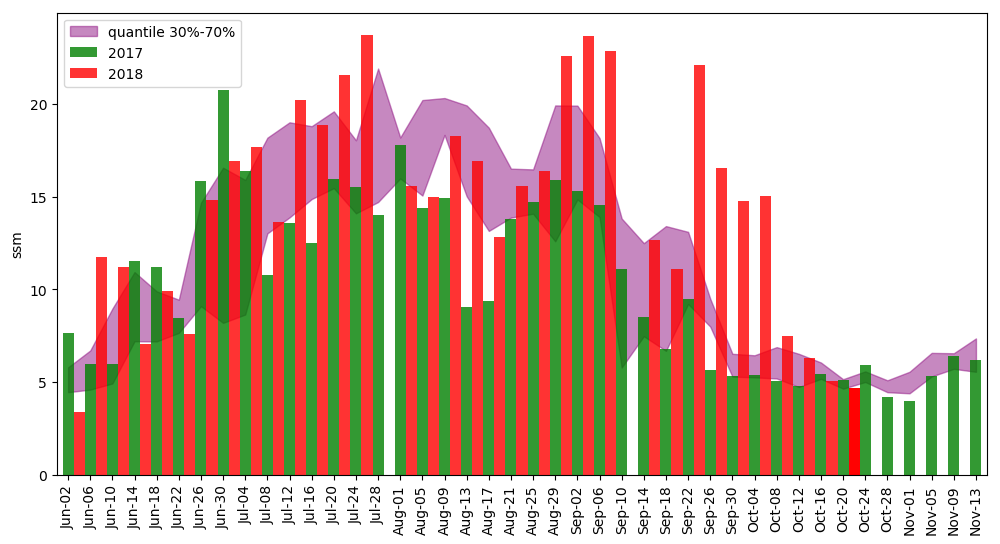 quantile 30%-70%
2017
2018
ssm
20
15
10
5
0
Jun-02
Jun-06
Jun-10
Jun-14
Jun-18
Jun-22
Jun-26
Jun-30
Jul-04
Jul-08
Jul-12
Jul-16
Jul-20
Jul-24
Jul-28
Aug-01
Aug-05
Aug-09
Aug-13
Aug-17
Aug-21
Aug-25
Aug-29
Sep-02
Sep-06
Sep-10
Sep-14
Sep-18
Sep-22
Sep-26
Sep-30
Oct-04
Oct-08
Oct-12
Oct-16
Oct-20
Oct-24
Oct-28
Nov-01
Nov-05
Nov-09
Nov-13